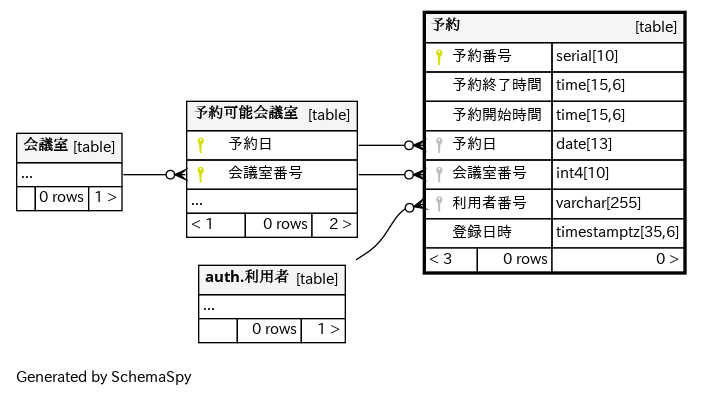 予約 [table]
予約番号 serial[10]
予約終了時間 time[15,6]
予約開始時間 time[15,6]
予約日 date[13]
会議室番号 int4[10]
利用者番号 varchar[255]
登録日時 timestamptz[35,6]
< 3 0 rows 0 >
予約可能会議室 [table]
予約日
会議室番号
...
< 1 0 rows 2 >
会議室 [table]
...
0 rows 1 >
auth.利用者 [table]
...
0 rows 1 >
Generated by SchemaSpy